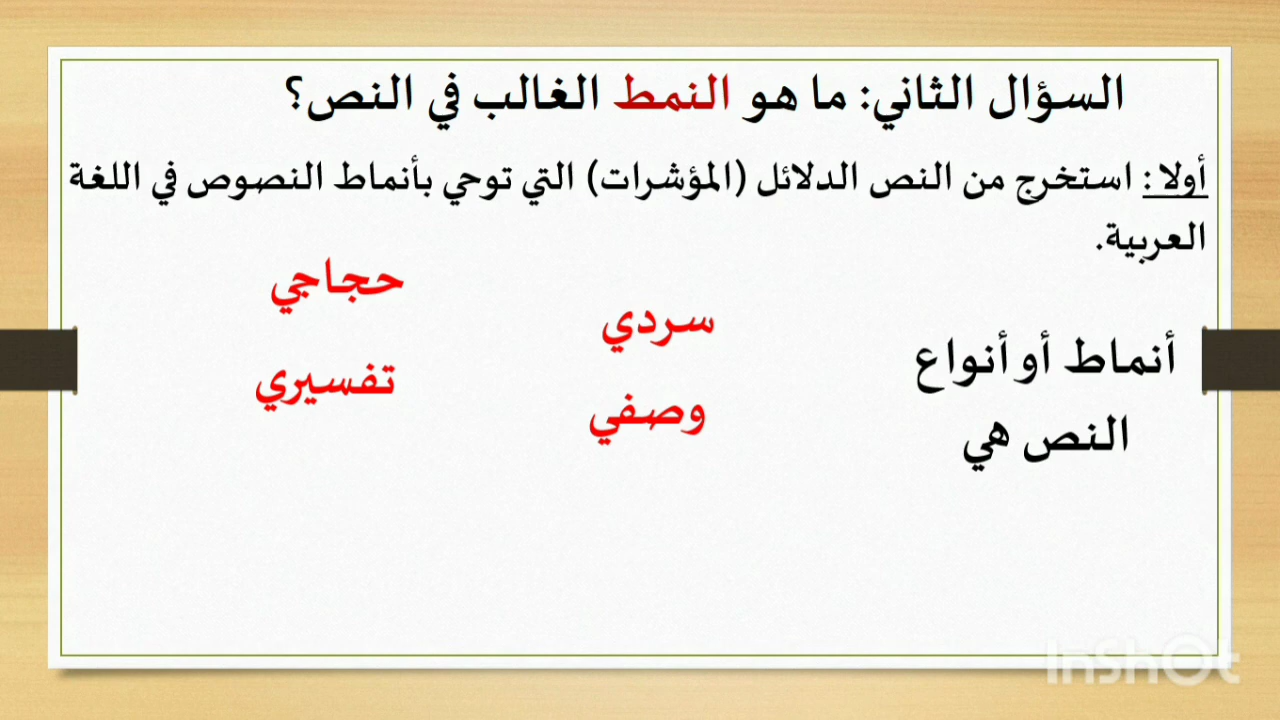 السؤال الثاني: ما هو النمط الغالب في النص؟
أولا: استخرج من النص الدلائل (المؤشرات) التي توحي بأنماط النصوص في اللغة
العربية.
أنماط أو أنواع
النص هي
سردي
وصفي
حجاجي
تفسيري
InShOt